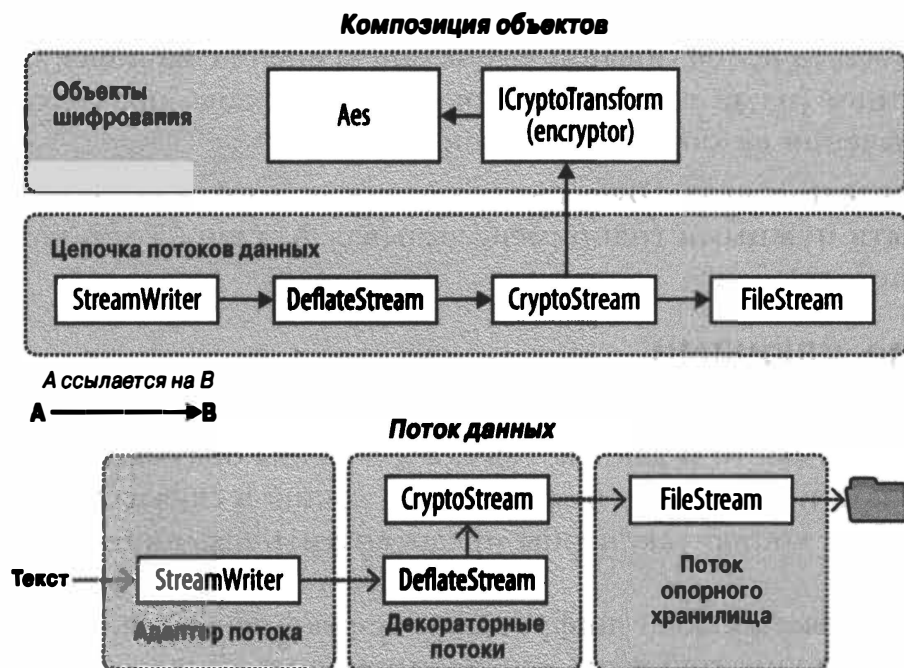 Композиция объектов
Объекты
шифрования
Aes
ICryptoTransform
(encryptor)
Цепочка потоков данных
StreamWriter
DeflateStream
CryptoStream
FileStream
А ссылается на В
А
В
Поток данных
CryptoStream
FileStream
Текст
StreamWriter
DeflateStream
Адаптер потока
Декораторные
потоки
Поток
опорного
хранилища